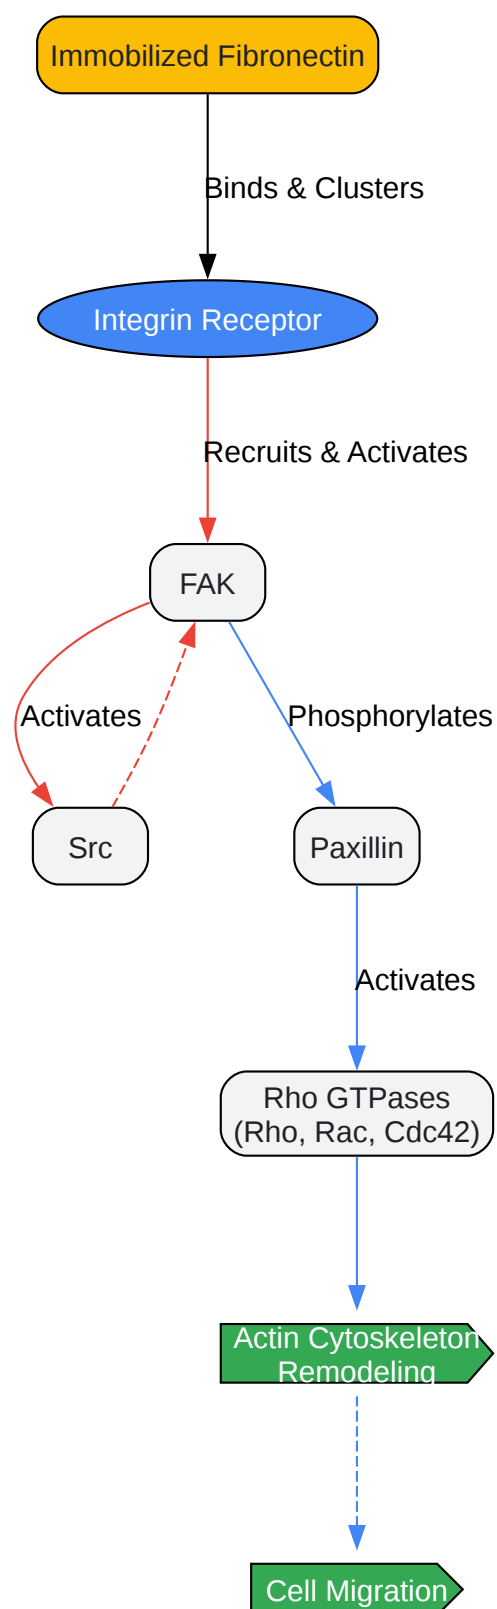 Immobilized Fibronectin
Binds & Clusters
Integrin Receptor
Recruits & Activates
FAK
Activates
Phosphorylates
Src
Paxillin
Activates
Rho GTPases
(Rho, Rac, Cdc42)
Actin Cytoskeleton
Remodeling
Cell Migration